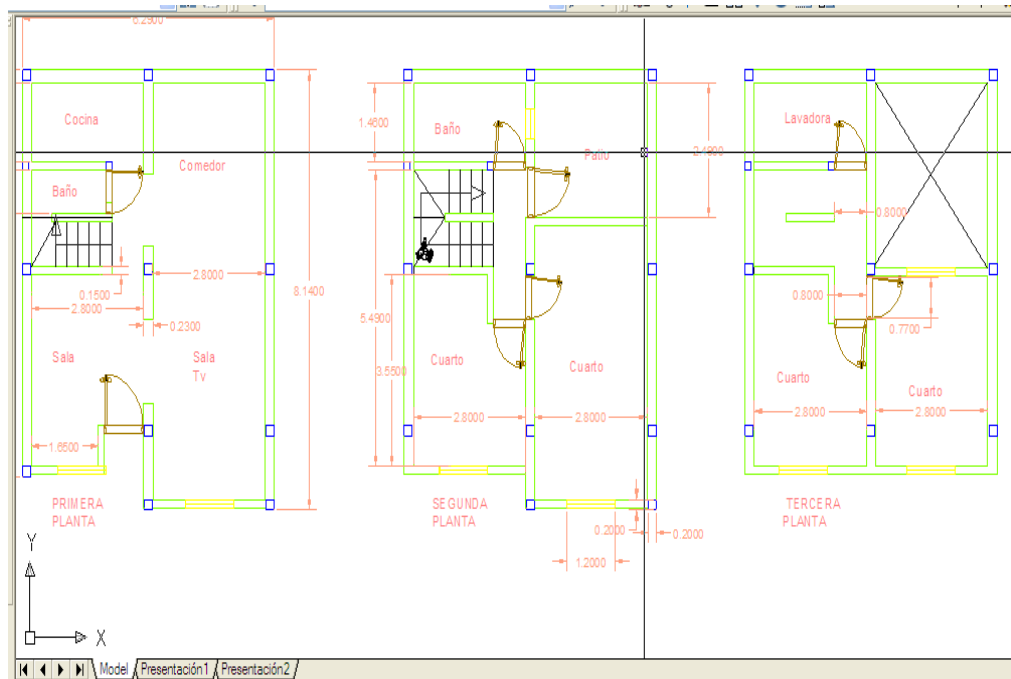 6.2900
Cocina
Comedor
Baño
2.8000
0.1500
2.8000
8.1400
0.2300
Sala
Sala
Tv
1.6500
PRIMERA
PLANTA
1.4600
Baño
Patio
5.4900
3.5500
Cuarto
Cuarto
2.8000
2.8000
SEGUNDA
PLANTA
0.2000
0.2000
1.2000
Lavadora
0.8000
0.8000
0.7700
Cuarto
Cuarto
2.8000
2.8000
TERCERA
PLANTA
Y
X
Model
Presentación1
Presentación2